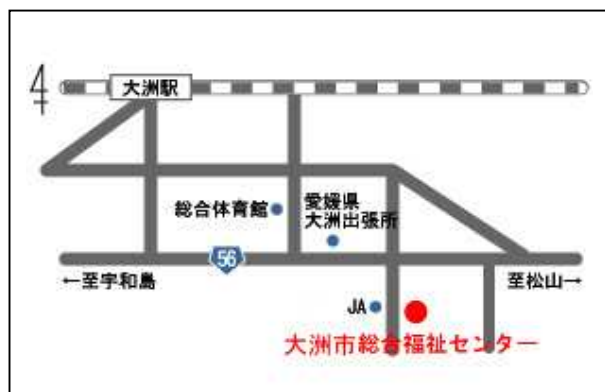 大洲駅
総合体育館
愛媛県
大洲出張所
56
←至宇和島
至松山→
JA
大洲市総合福祉センター